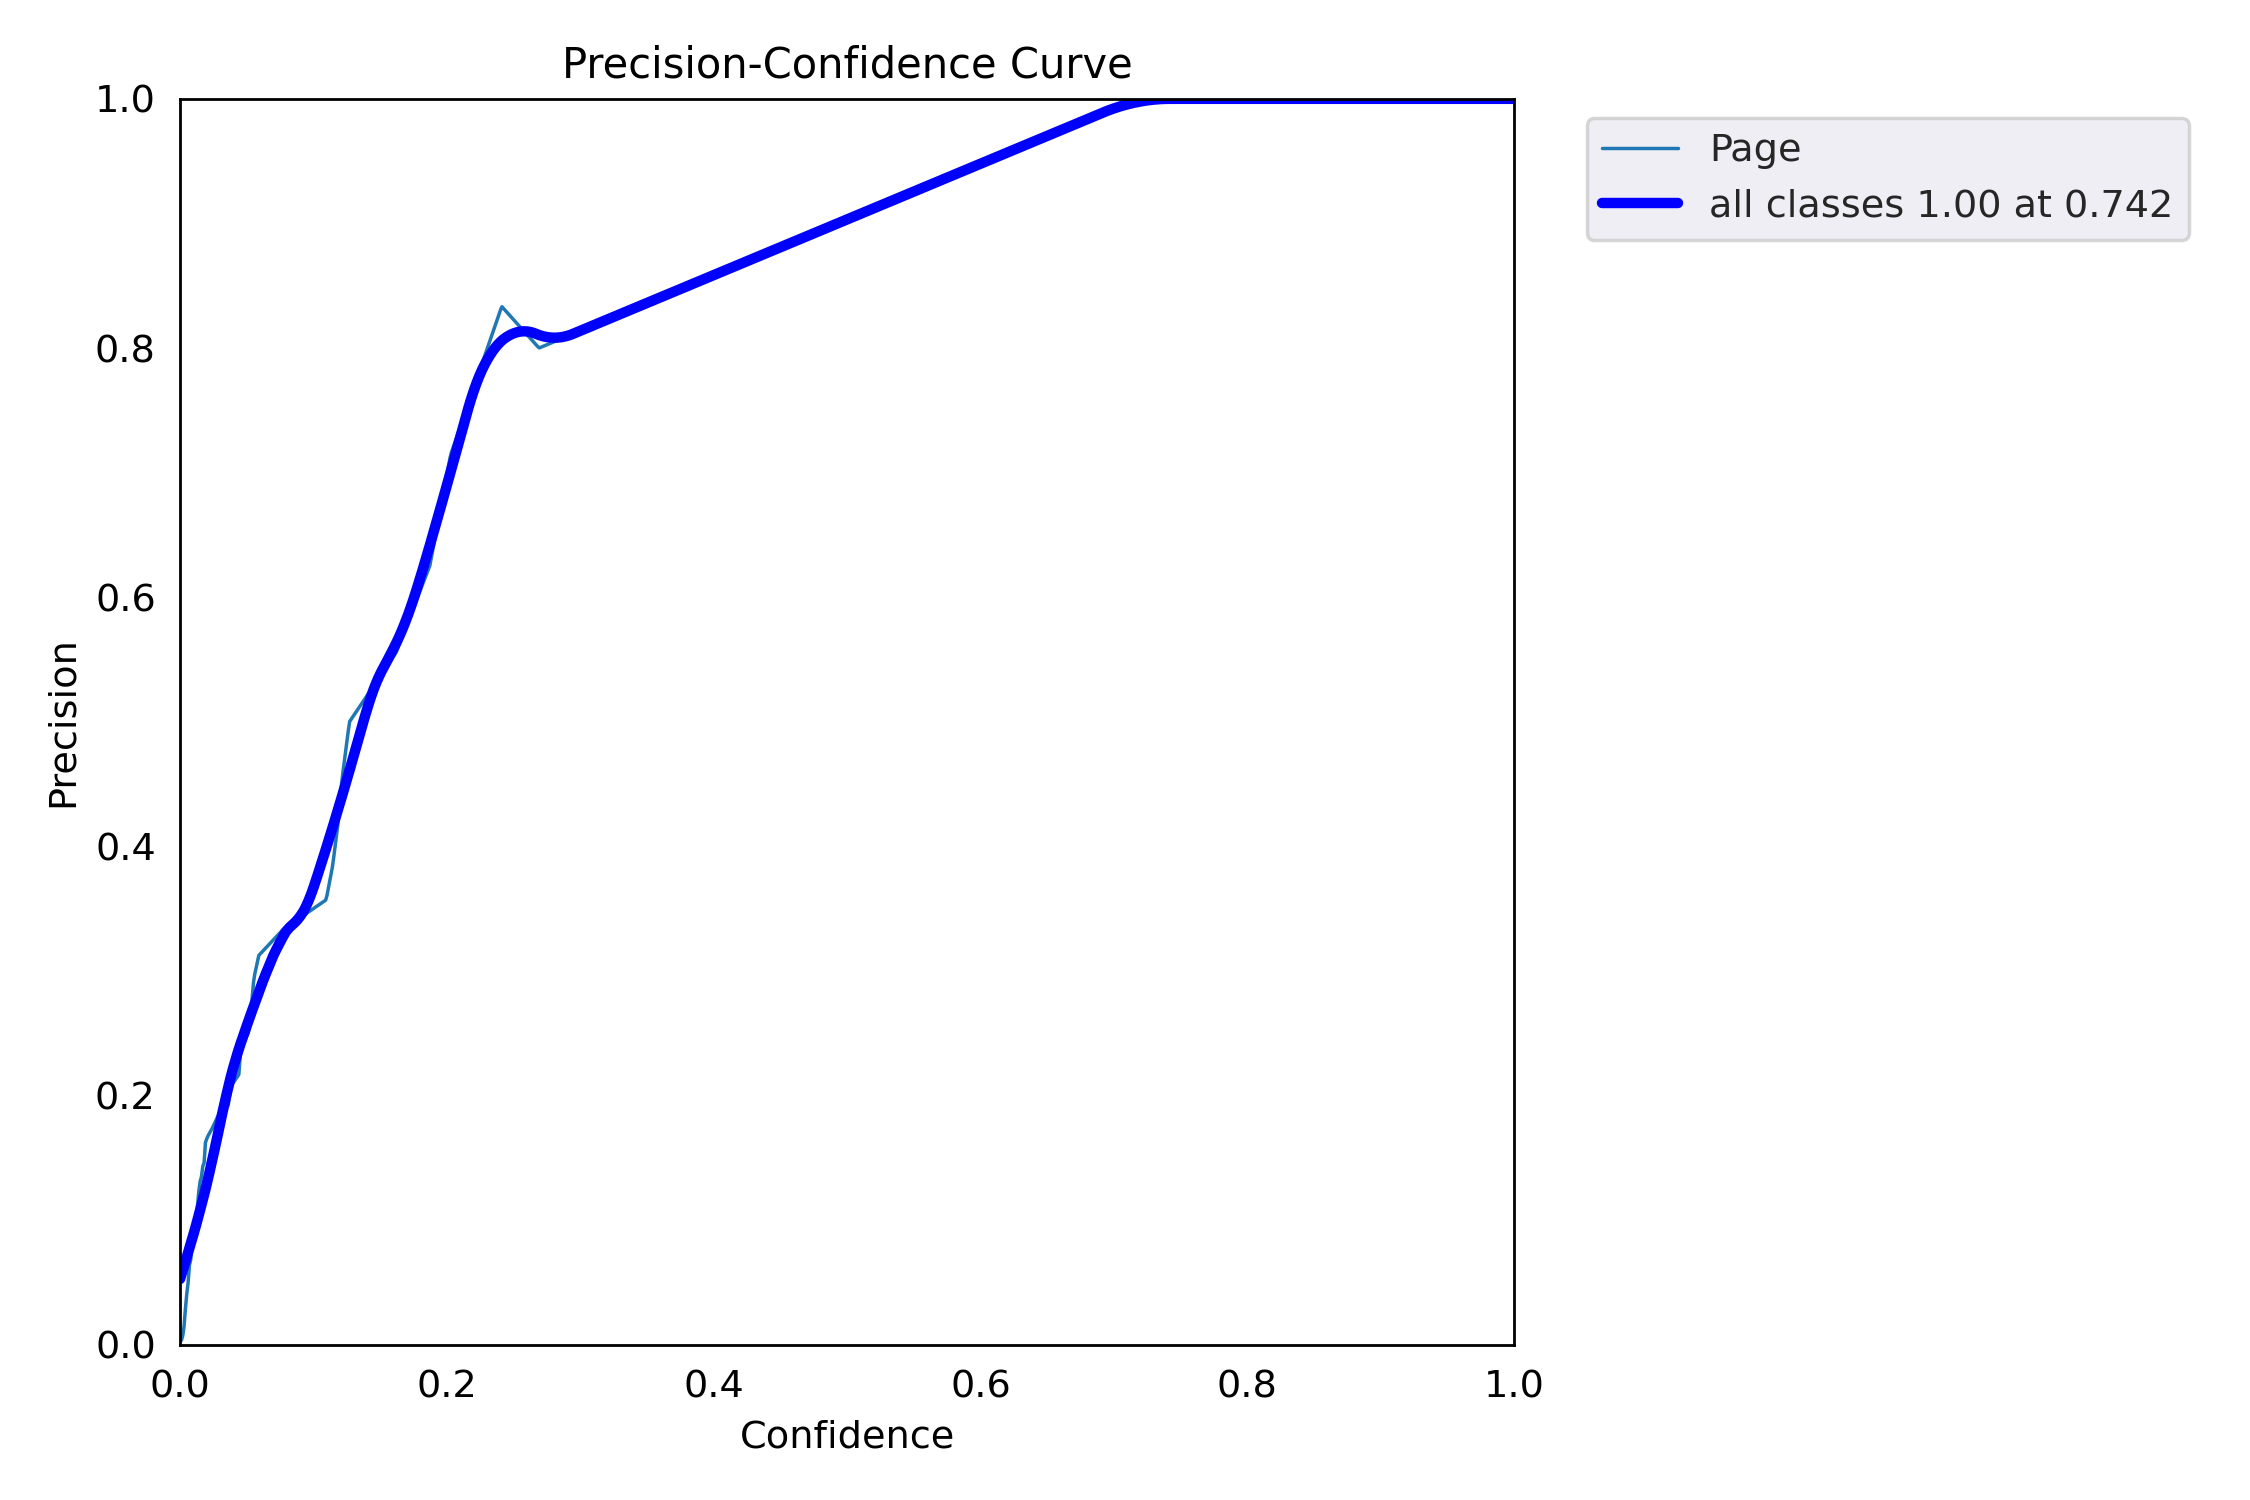 Precision-Confidence Curve
1.0
0.8
0.6
0.4
0.2
0.0
Precision
0.0 0.2 0.4 0.6 0.8 1.0
Confidence
Page
all classes 1.00 at 0.742